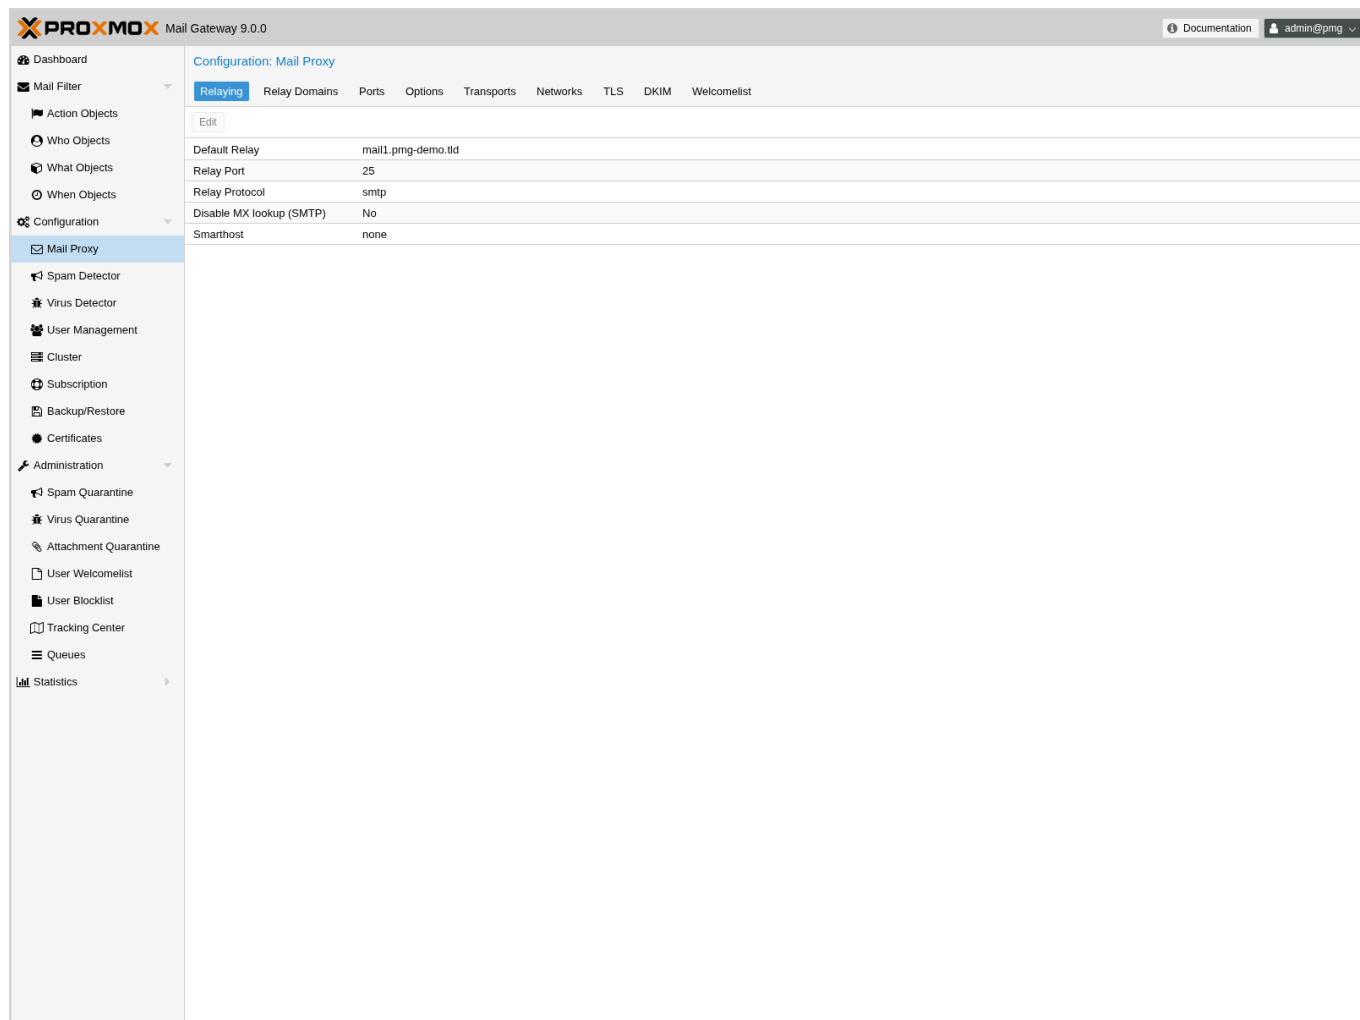 PROXMOX Mail Gateway 9.0.0
Documentation
admin@pmg
Dashboard
Mail Filter
Action Objects
Who Objects
What Objects
When Objects
Configuration
Mail Proxy
Spam Detector
Virus Detector
User Management
Cluster
Subscription
Backup/Restore
Certificates
Administration
Spam Quarantine
Virus Quarantine
Attachment Quarantine
User Welcomelist
User Blocklist
Tracking Center
Queues
Statistics
Configuration: Mail Proxy
Relaying Relay Domains Ports Options Transports Networks TLS DKIM Welcomelist
Edit
Default Relay mail1.pmg-demo.tld
Relay Port 25
Relay Protocol smtp
Disable MX lookup (SMTP) No
Smarthost none